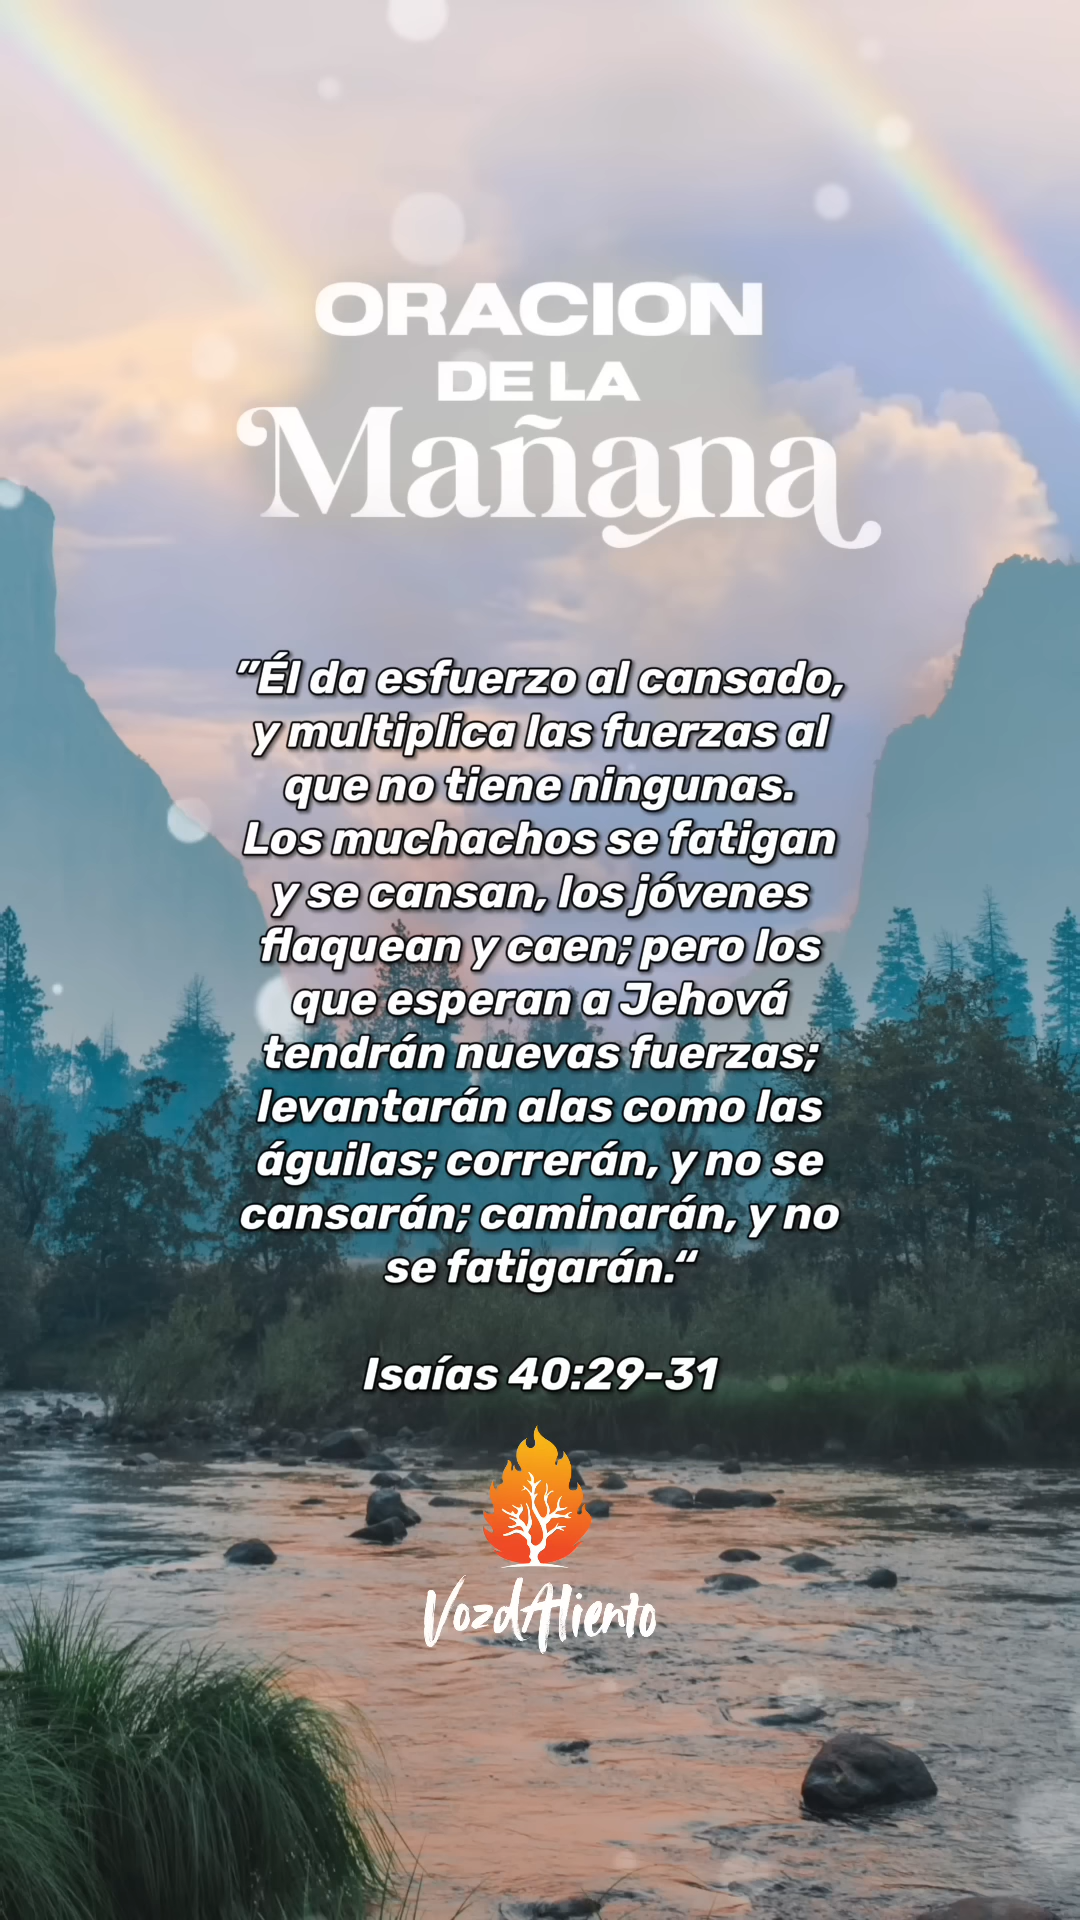 ORACION
DE LA
Mañana
”Él da esfuerzo al cansado,
y multiplica las fuerzas al
que no tiene ningunas.
Los muchachos se fatigan
y se cansan, los jóvenes
flaquean y caen; pero los
que esperan a Jehová
tendrán nuevas fuerzas;
levantarán alas como las
águilas; correrán, y no se
cansarán; caminarán, y no
se fatigarán.“
Isaías 40:29-31
VozdAliento